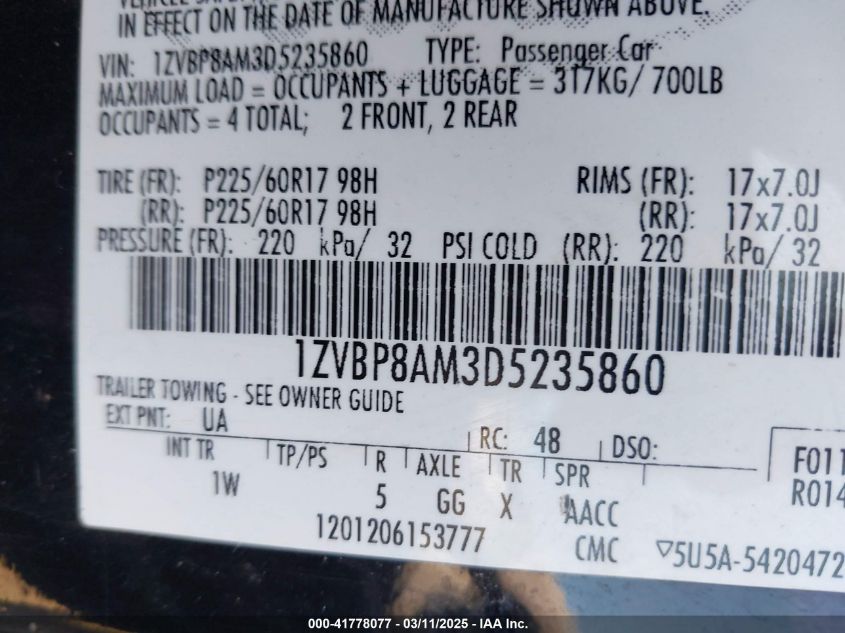 IN EFFECT ON THE DATE OF MANUFACTURE SHOWN ABOVE.
VIN: 1ZVBP8AM3D5235860 TYPE: Passenger Car
MAXIMUM LOAD = OCCUPANTS + LUGGAGE = 317KG/ 700LB
OCCUPANTS = 4 TOTAL; 2 FRONT, 2 REAR
TIRE (FR): P225/60R17 98H RIMS (FR): 17x7.0J
(RR): P225/60R17 98H (RR): 17x7.0J
PRESSURE (FR): 220 kPa/ 32 PSI COLD (RR): 220 kPa/ 32
1ZVBP8AM3D5235860
TRAILER TOWING - SEE OWNER GUIDE
EXT PNT: UA RC: 48 DSO: F011
INT TR TP/PS R AXLE TR SPR R014
1W 5 GG X AACC
1201206153777 CMC ▽5U5A-5420472
000-41778077 - 03/11/2025 - IAA Inc.